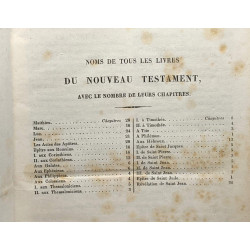 NOMS DE TOUS LES LIVRES
DU NOUVEAU TESTAMENT,
AVEC LE NOMBRE DE LEURS CHAPITRES.
Matthieu, Chapitres 28
Marc, 16
Luc, 24
Jean, 21
Les Actes des Apôtres 28
Épître aux Romains 16
I. aux Corinthiens, 16
II. aux Corinthiens, 13
Aux Galates, 6
Aux Éphésiens, 6
Aux Philippiens, 4
Aux Colossiens, 4
I. aux Thessaloniciens, 5
II. aux Thessaloniciens, 3
I. à Timothée, Chapitres 6
II. à Timothée, 4
A Tite, 3
A Philémon, 1
Aux Hébreux, 13
Épître de Saint Jacques, 5
I. de Saint Pierre, 5
II. de Saint Pierre, 3
I. de Saint Jean, 5
II. de Saint Jean, 1
III. de Saint Jean, 1
Épître de Saint Jude, 1
Révélation de Saint Jean, 22